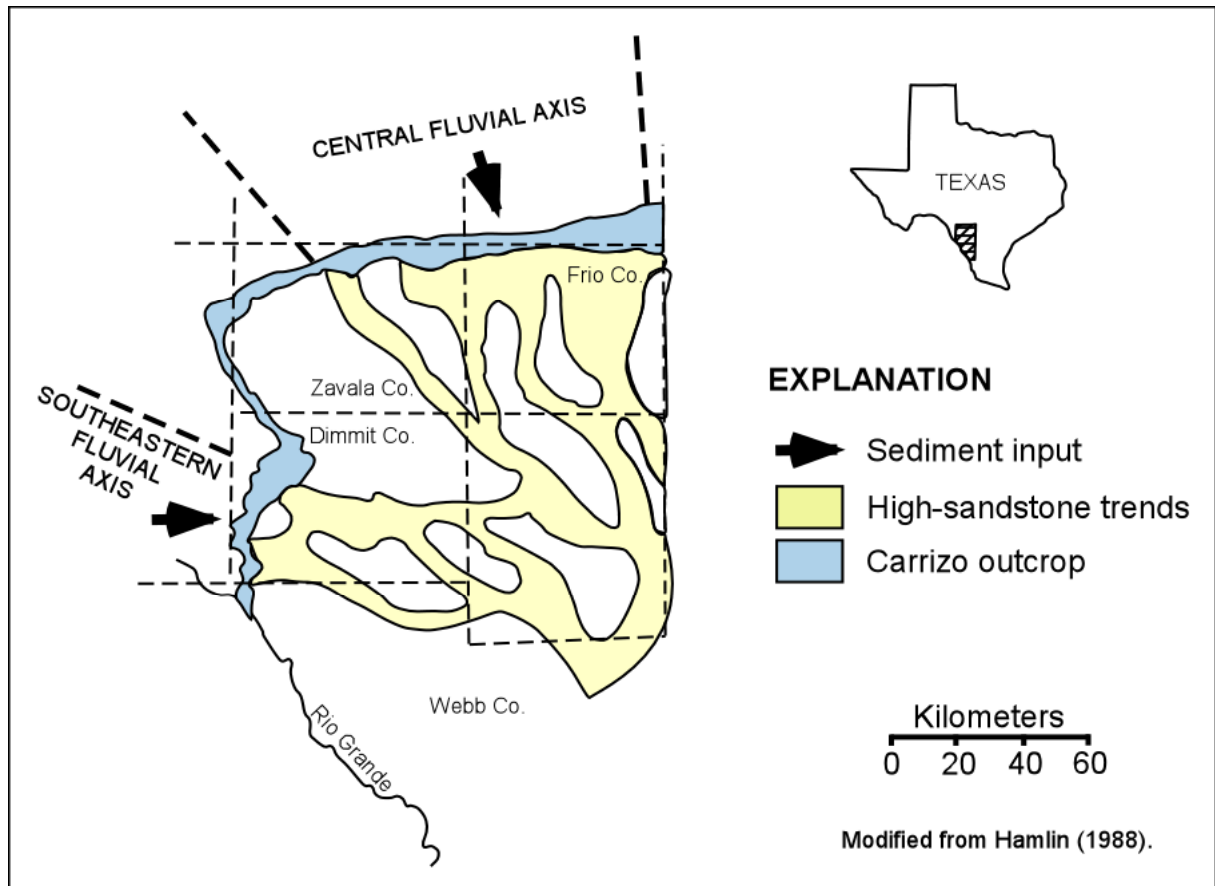 CENTRAL FLUVIAL AXIS
TEXAS
Frio Co.
Zavala Co.
Dimmit Co.
SOUTHEASTERN
FLUVIAL
AXIS
Webb Co.
Rio Grande
EXPLANATION
Sediment input
High-sandstone trends
Carrizo outcrop
Kilometers
0 20 40 60
Modified from Hamlin (1988).